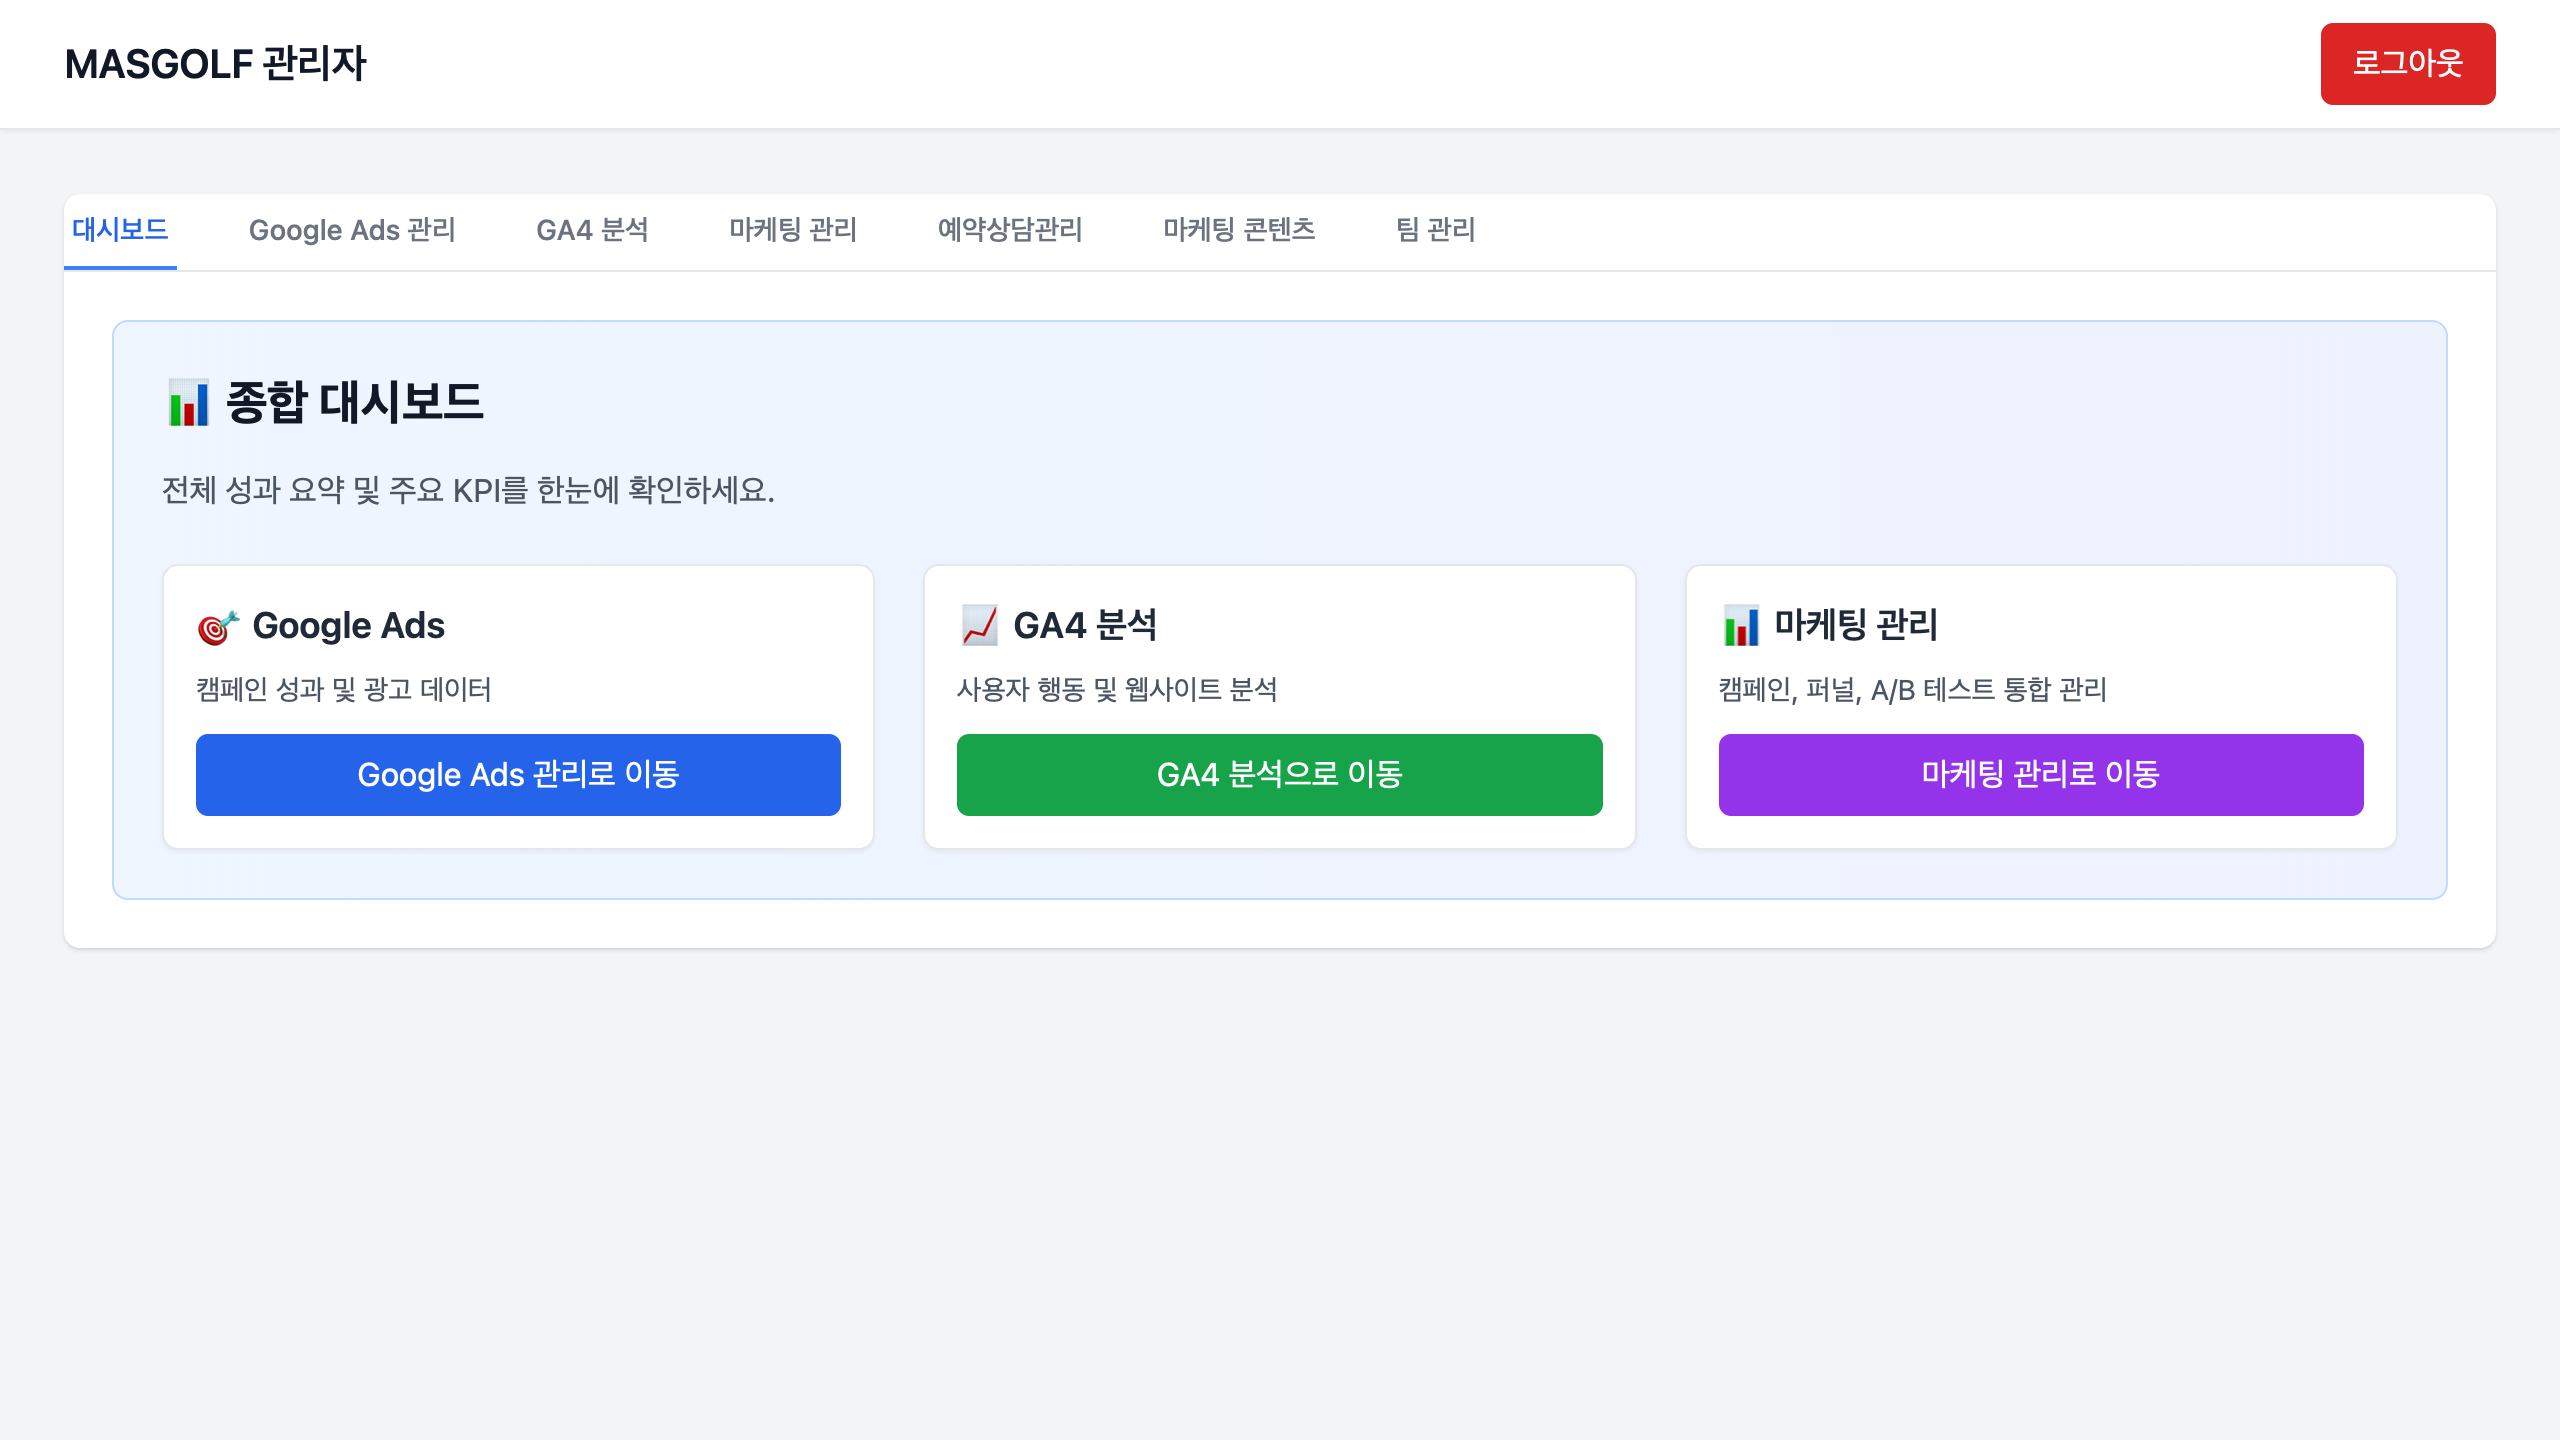 MASGOLF 관리자
로그아웃
대시보드
Google Ads 관리
GA4 분석
마케팅 관리
예약상담관리
마케팅 콘텐츠
팀 관리
종합 대시보드
전체 성과 요약 및 주요 KPI를 한눈에 확인하세요.
Google Ads
캠페인 성과 및 광고 데이터
Google Ads 관리로 이동
GA4 분석
사용자 행동 및 웹사이트 분석
GA4 분석으로 이동
마케팅 관리
캠페인, 퍼널, A/B 테스트 통합 관리
마케팅 관리로 이동